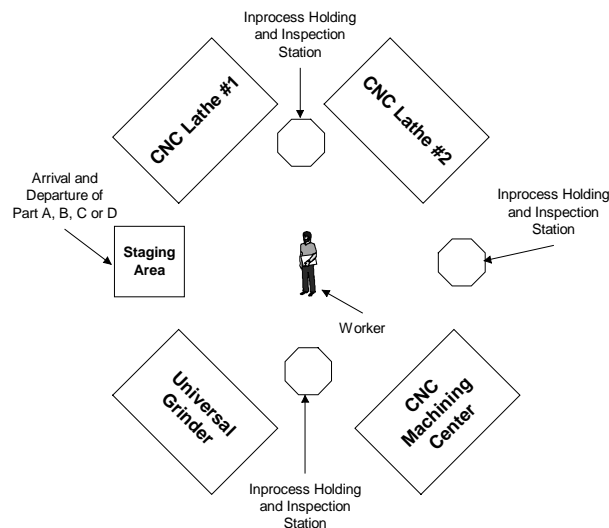 Inprocess Holding
and Inspection
Station
CNC Lathe #1
CNC Lathe #2
Arrival and
Departure of
Part A, B, C or D
Inprocess Holding
and Inspection
Station
Staging
Area
Worker
Universal
Grinder
CNC
Machining
Center
Inprocess Holding
and Inspection
Station